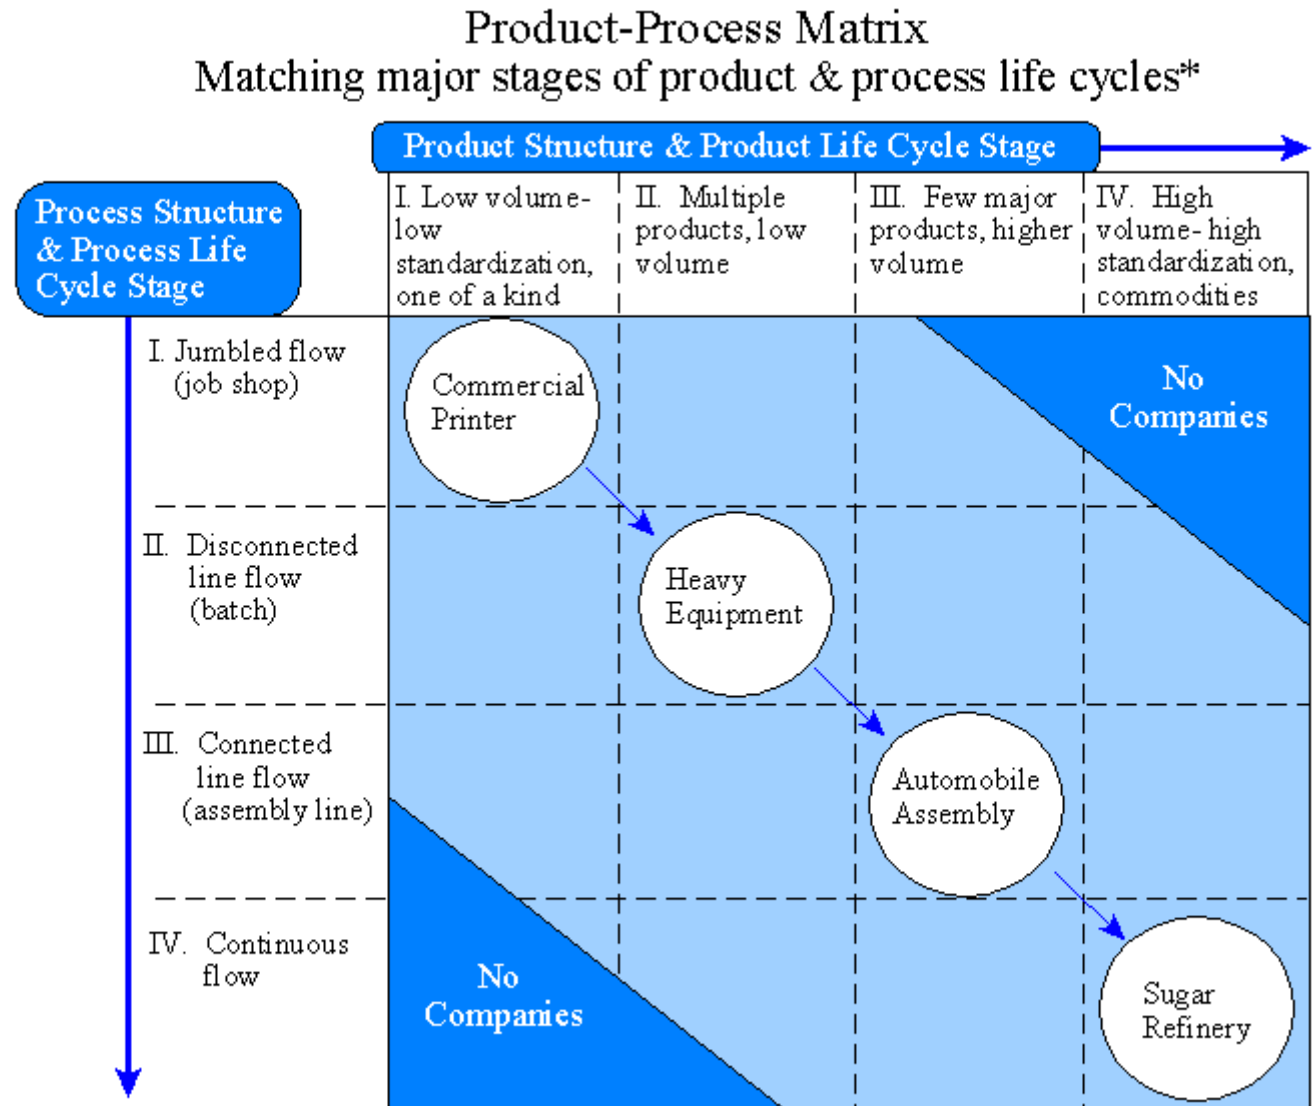 Product-Process Matrix
Matching major stages of product & process life cycles*
Product Structure & Product Life Cycle Stage
Process Structure
& Process Life
Cycle Stage
I. Low volume-
low
standardization,
one of a kind
II. Multiple
products, low
volume
III. Few major
products, higher
volume
IV. High
volume- high
standardization,
commodities
I. Jumbled flow
(job shop)
Commercial
Printer
No
Companies
II. Disconnected
line flow
(batch)
Heavy
Equipment
III. Connected
line flow
(assembly line)
Automobile
Assembly
IV. Continuous
flow
No
Companies
Sugar
Refinery